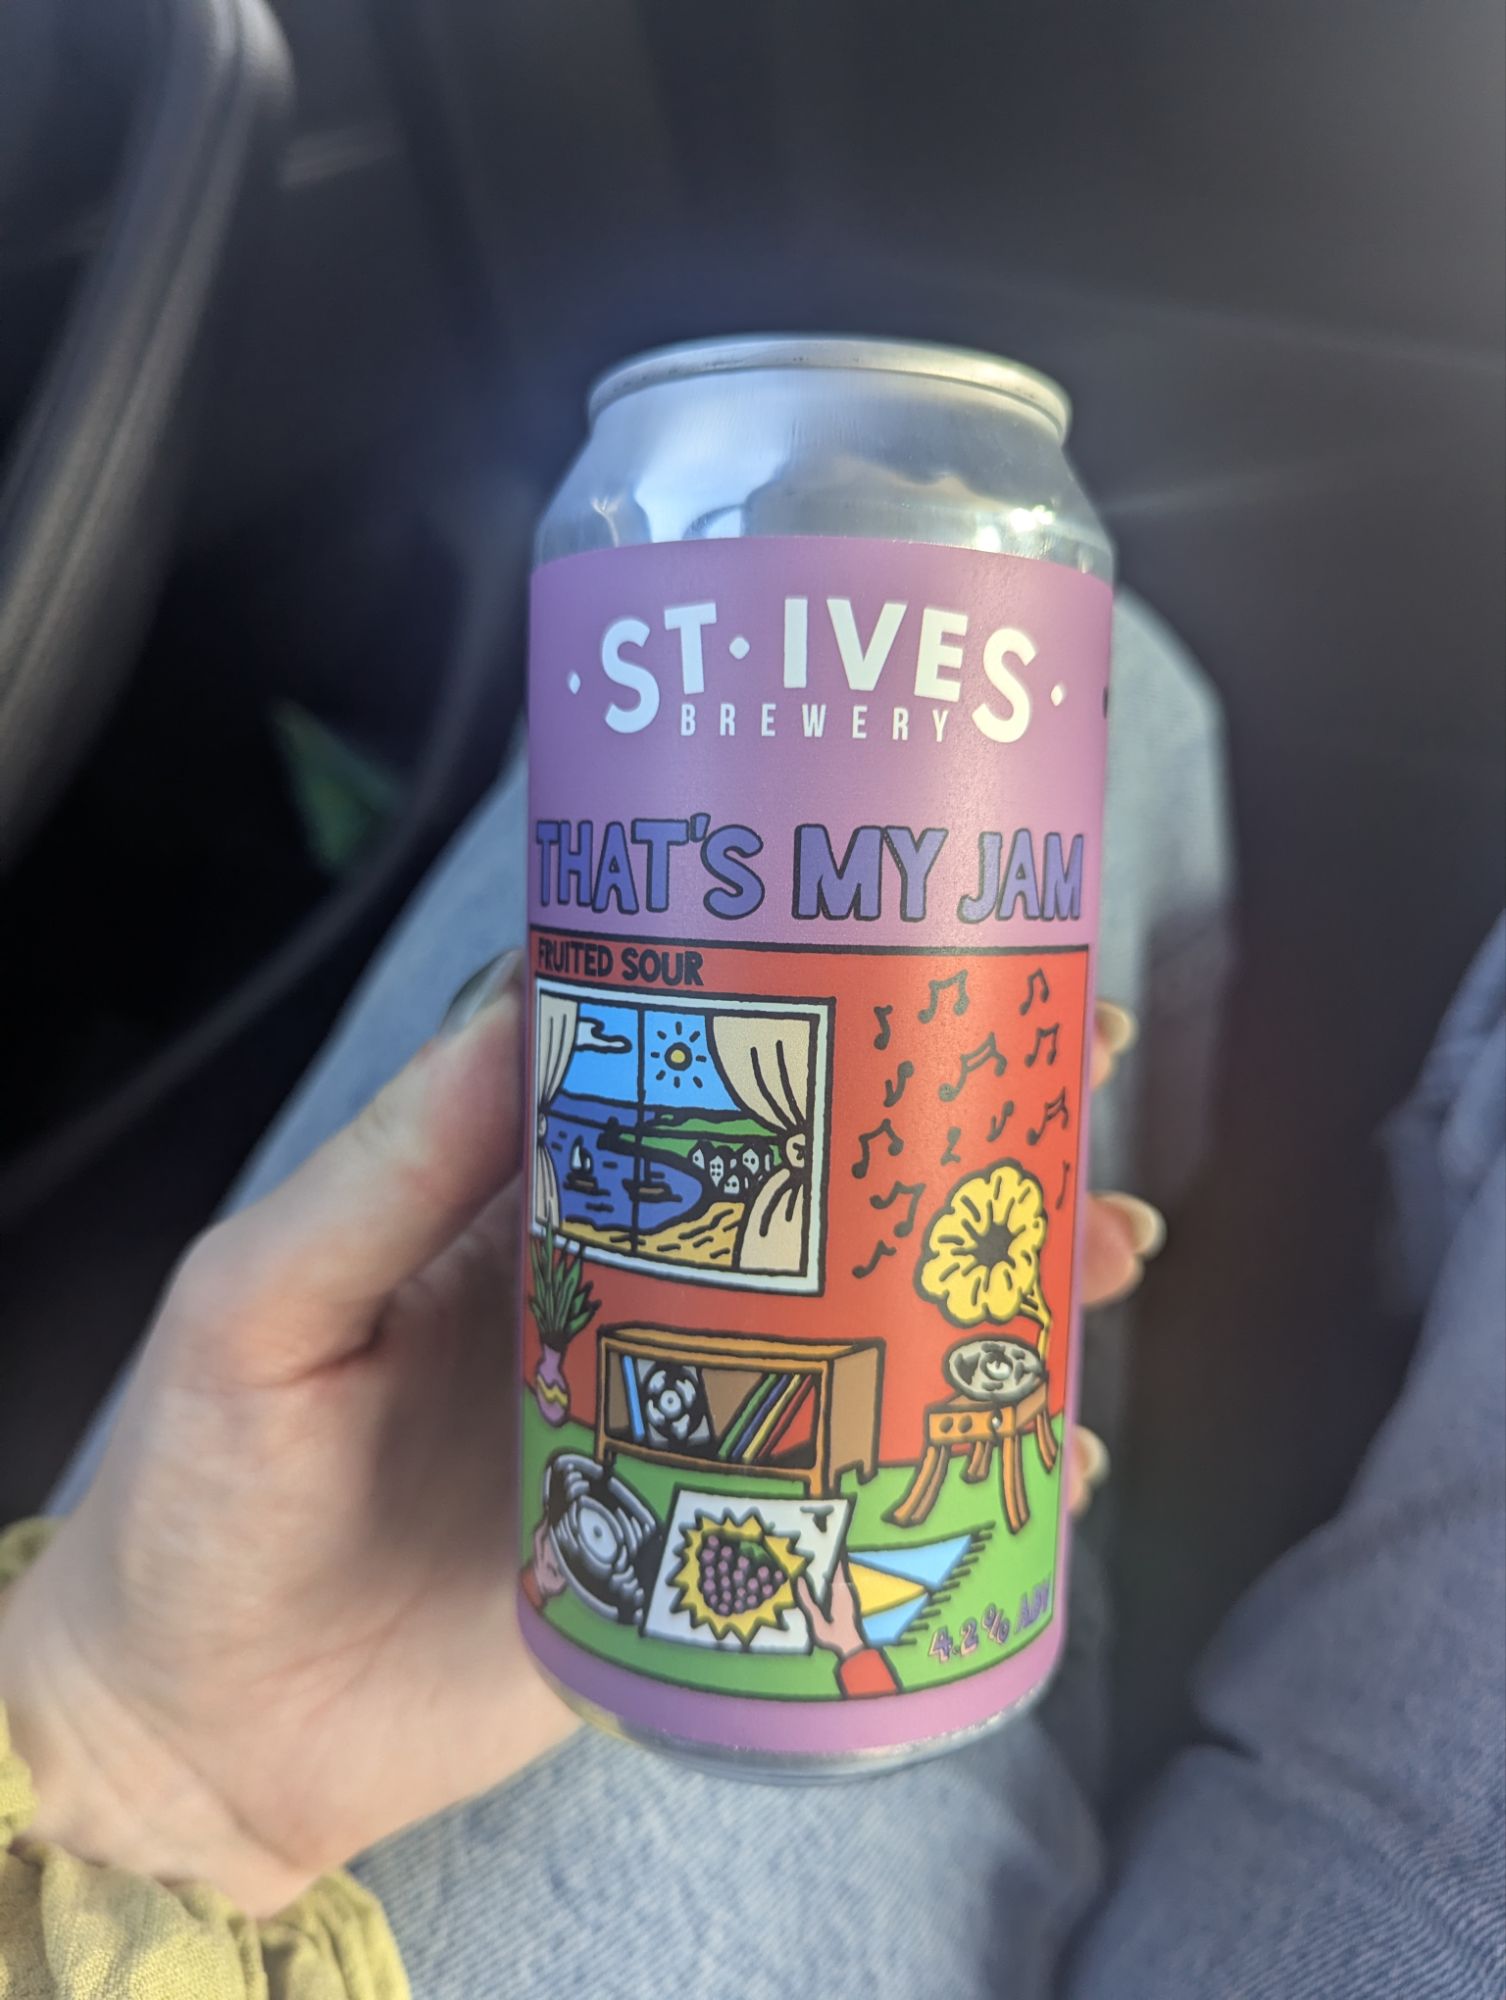 ·ST·IVES·
BREWERY
THAT'S MY JAM
FRUITED SOUR
4.2% ABV